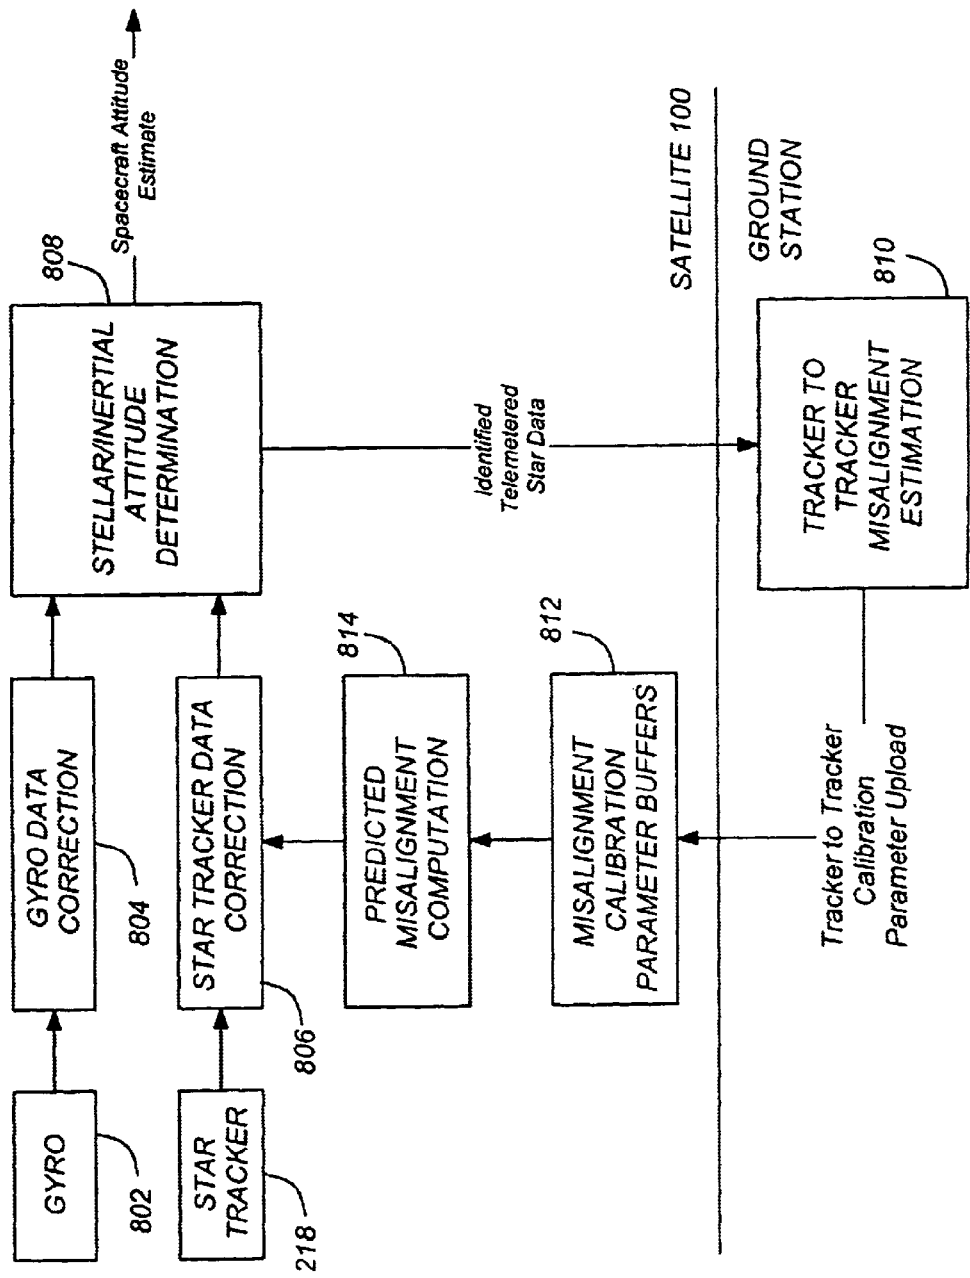 GYRO
802
GYRO DATA
CORRECTION
804
STELLAR/INERTIAL
ATTITUDE
DETERMINATION
808
Spacecraft Attitude
Estimate
STAR
TRACKER
218
STAR TRACKER DATA
CORRECTION
806
PREDICTED
MISALIGNMENT
COMPUTATION
814
Identified
Telemetered
Star Data
MISALIGNMENT
CALIBRATION
PARAMETER BUFFERS
812
SATELLITE 100
GROUND
STATION
Tracker to Tracker
Calibration
Parameter Upload
TRACKER TO
TRACKER
MISALIGNMENT
ESTIMATION
810